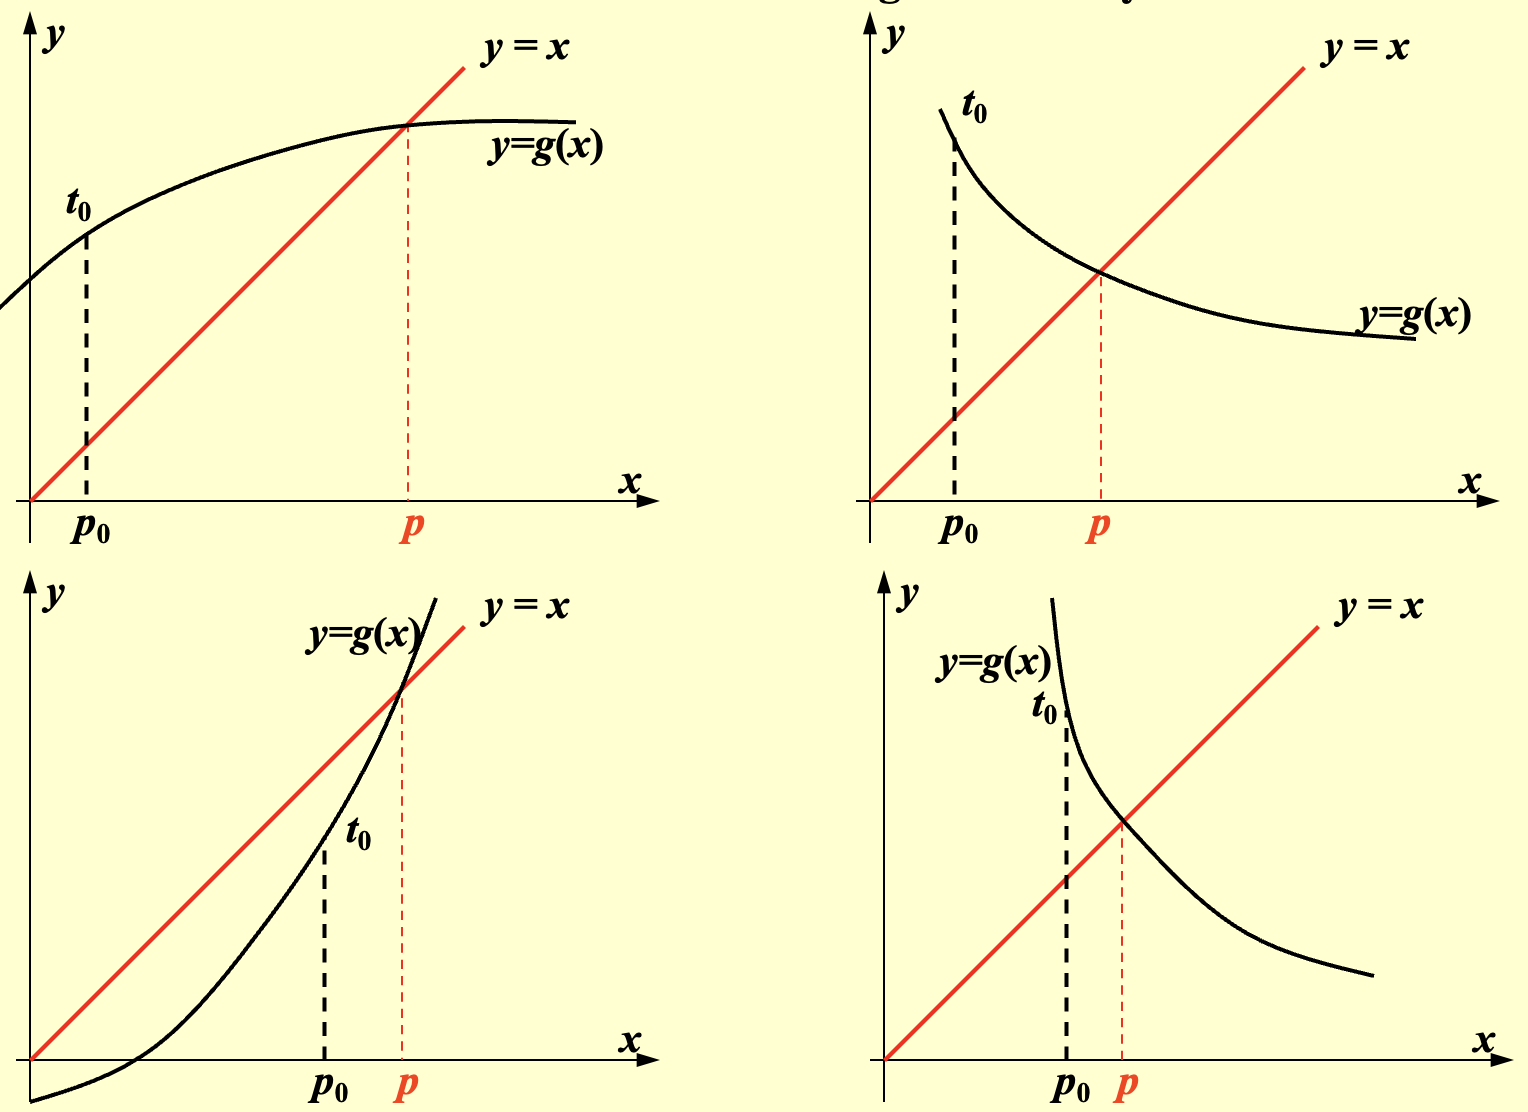 y
y = x
y=g(x)
t0
x
p0
p
y
y = x
t0
y=g(x)
x
p0
p
y
y = x
y=g(x)
t0
x
p0
p
y
y = x
y=g(x)
t0
x
p0
p